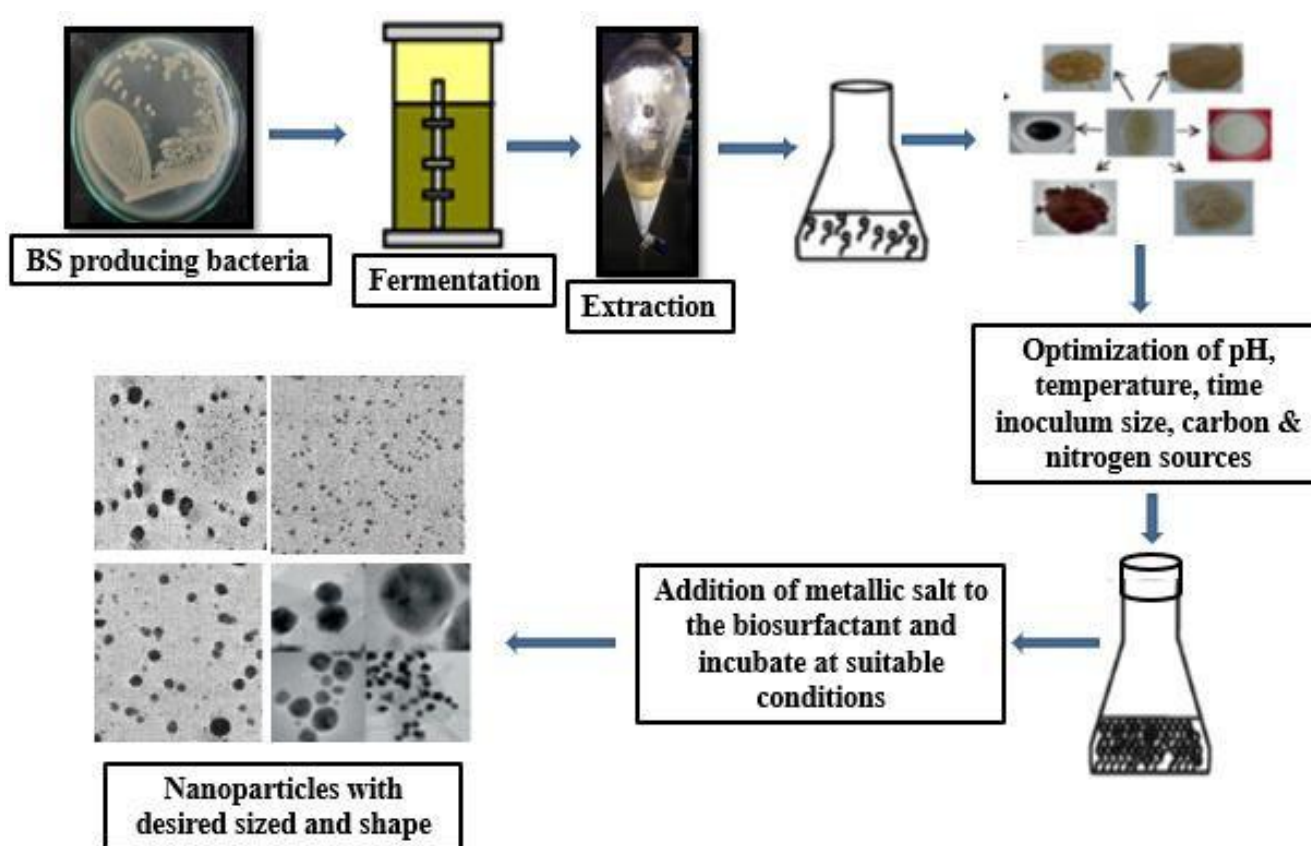 BS producing bacteria
Fermentation
Extraction
Optimization of pH,
temperature, time
inoculum size, carbon &
nitrogen sources
Addition of metallic salt to
the biosurfactant and
incubate at suitable
conditions
Nanoparticles with
desired sized and shape